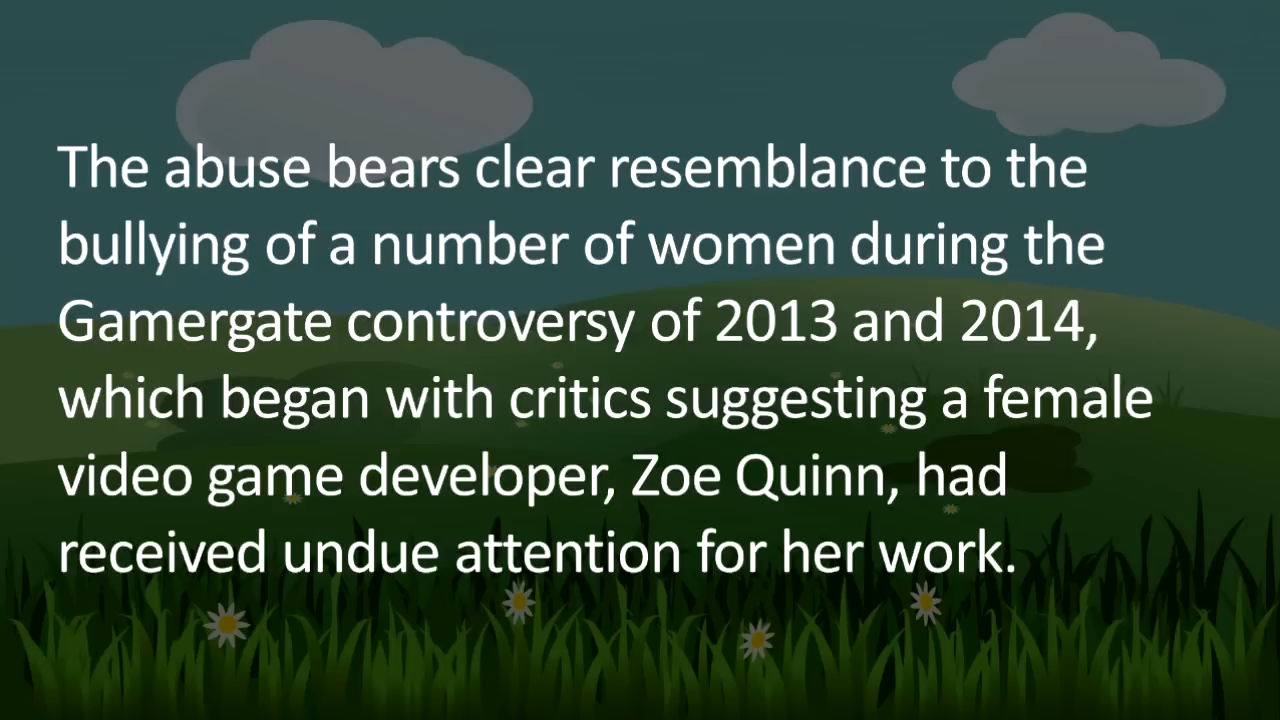 The abuse bears clear resemblance to the
bullying of a number of women during the
Gamergate controversy of 2013 and 2014,
which began with critics suggesting a female
video game developer, Zoe Quinn, had
received undue attention for her work.